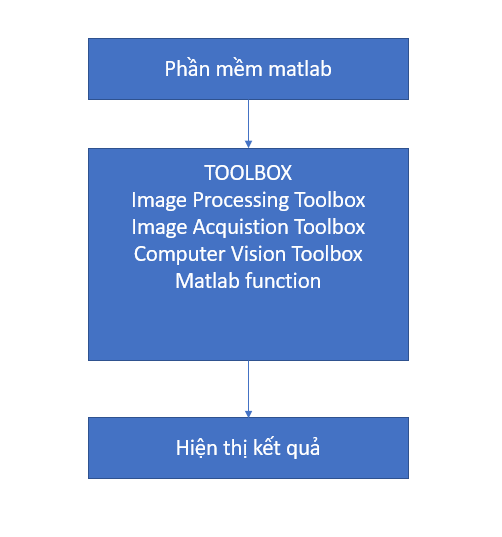 Phần mềm matlab
TOOLBOX
Image Processing Toolbox
Image Acquistion Toolbox
Computer Vision Toolbox
Matlab function
Hiện thị kết quả